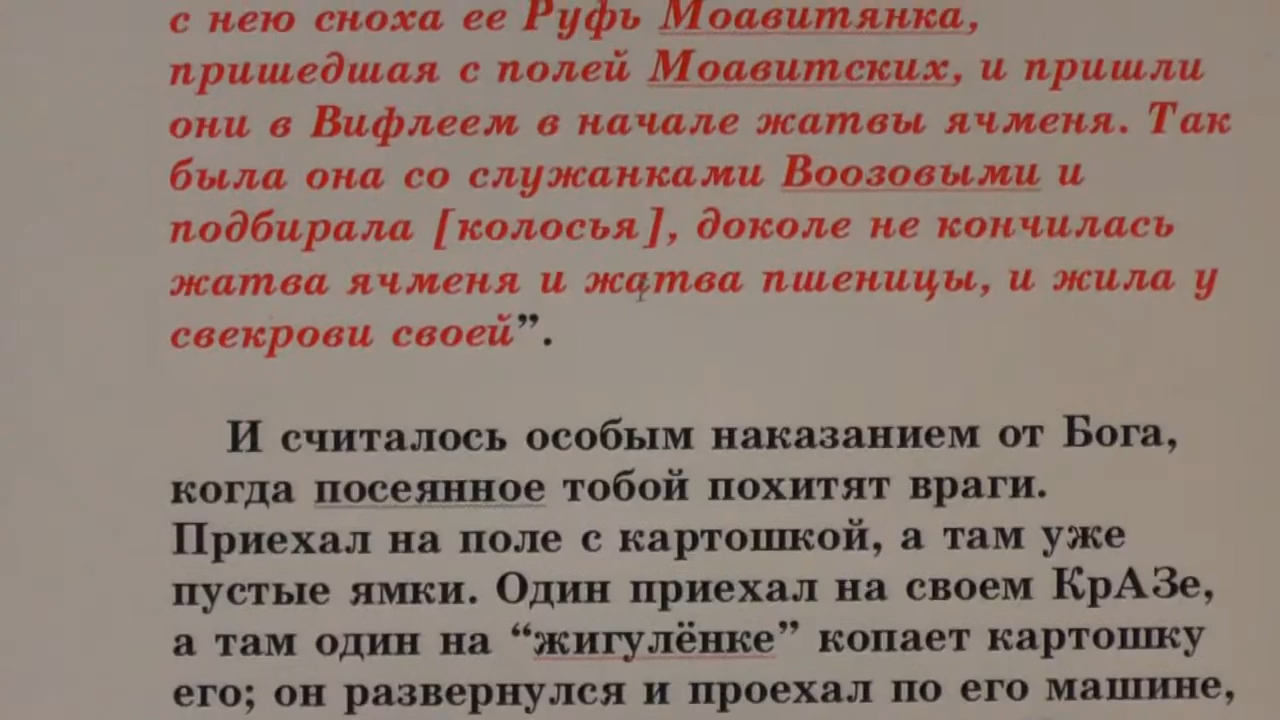 с нею сноха ее Руфь Моавитянка,
пришедшая с полей Моавитских, и пришли
они в Вифлеем в начале жатвы ячменя. Так
была она со служанками Воозовыми и
подбирала [колосья], доколе не кончилась
жатва ячменя и жатва пшеницы, и жила у
свекрови своей”.
И считалось особым наказанием от Бога,
когда посеянное тобой похитят враги.
Приехал на поле с картошкой, а там уже
пустые ямки. Один приехал на своем КрАЗе,
а там один на “жигулёнке” копает картошку
его; он развернулся и проехал по его машине,